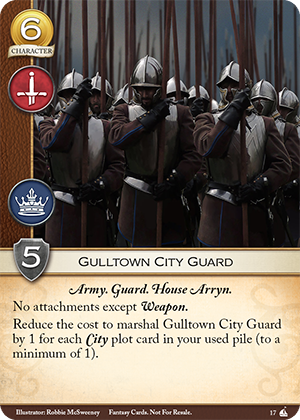 6
CHARACTER
5
GULLTOWN CITY GUARD
Army. Guard. House Arryn.
No attachments except Weapon.
Reduce the cost to marshal Gulltown City Guard
by 1 for each City plot card in your used pile (to a
minimum of 1).
Illustrator: Robbie McSweeney Fantasy Cards. Not For Resale. 17